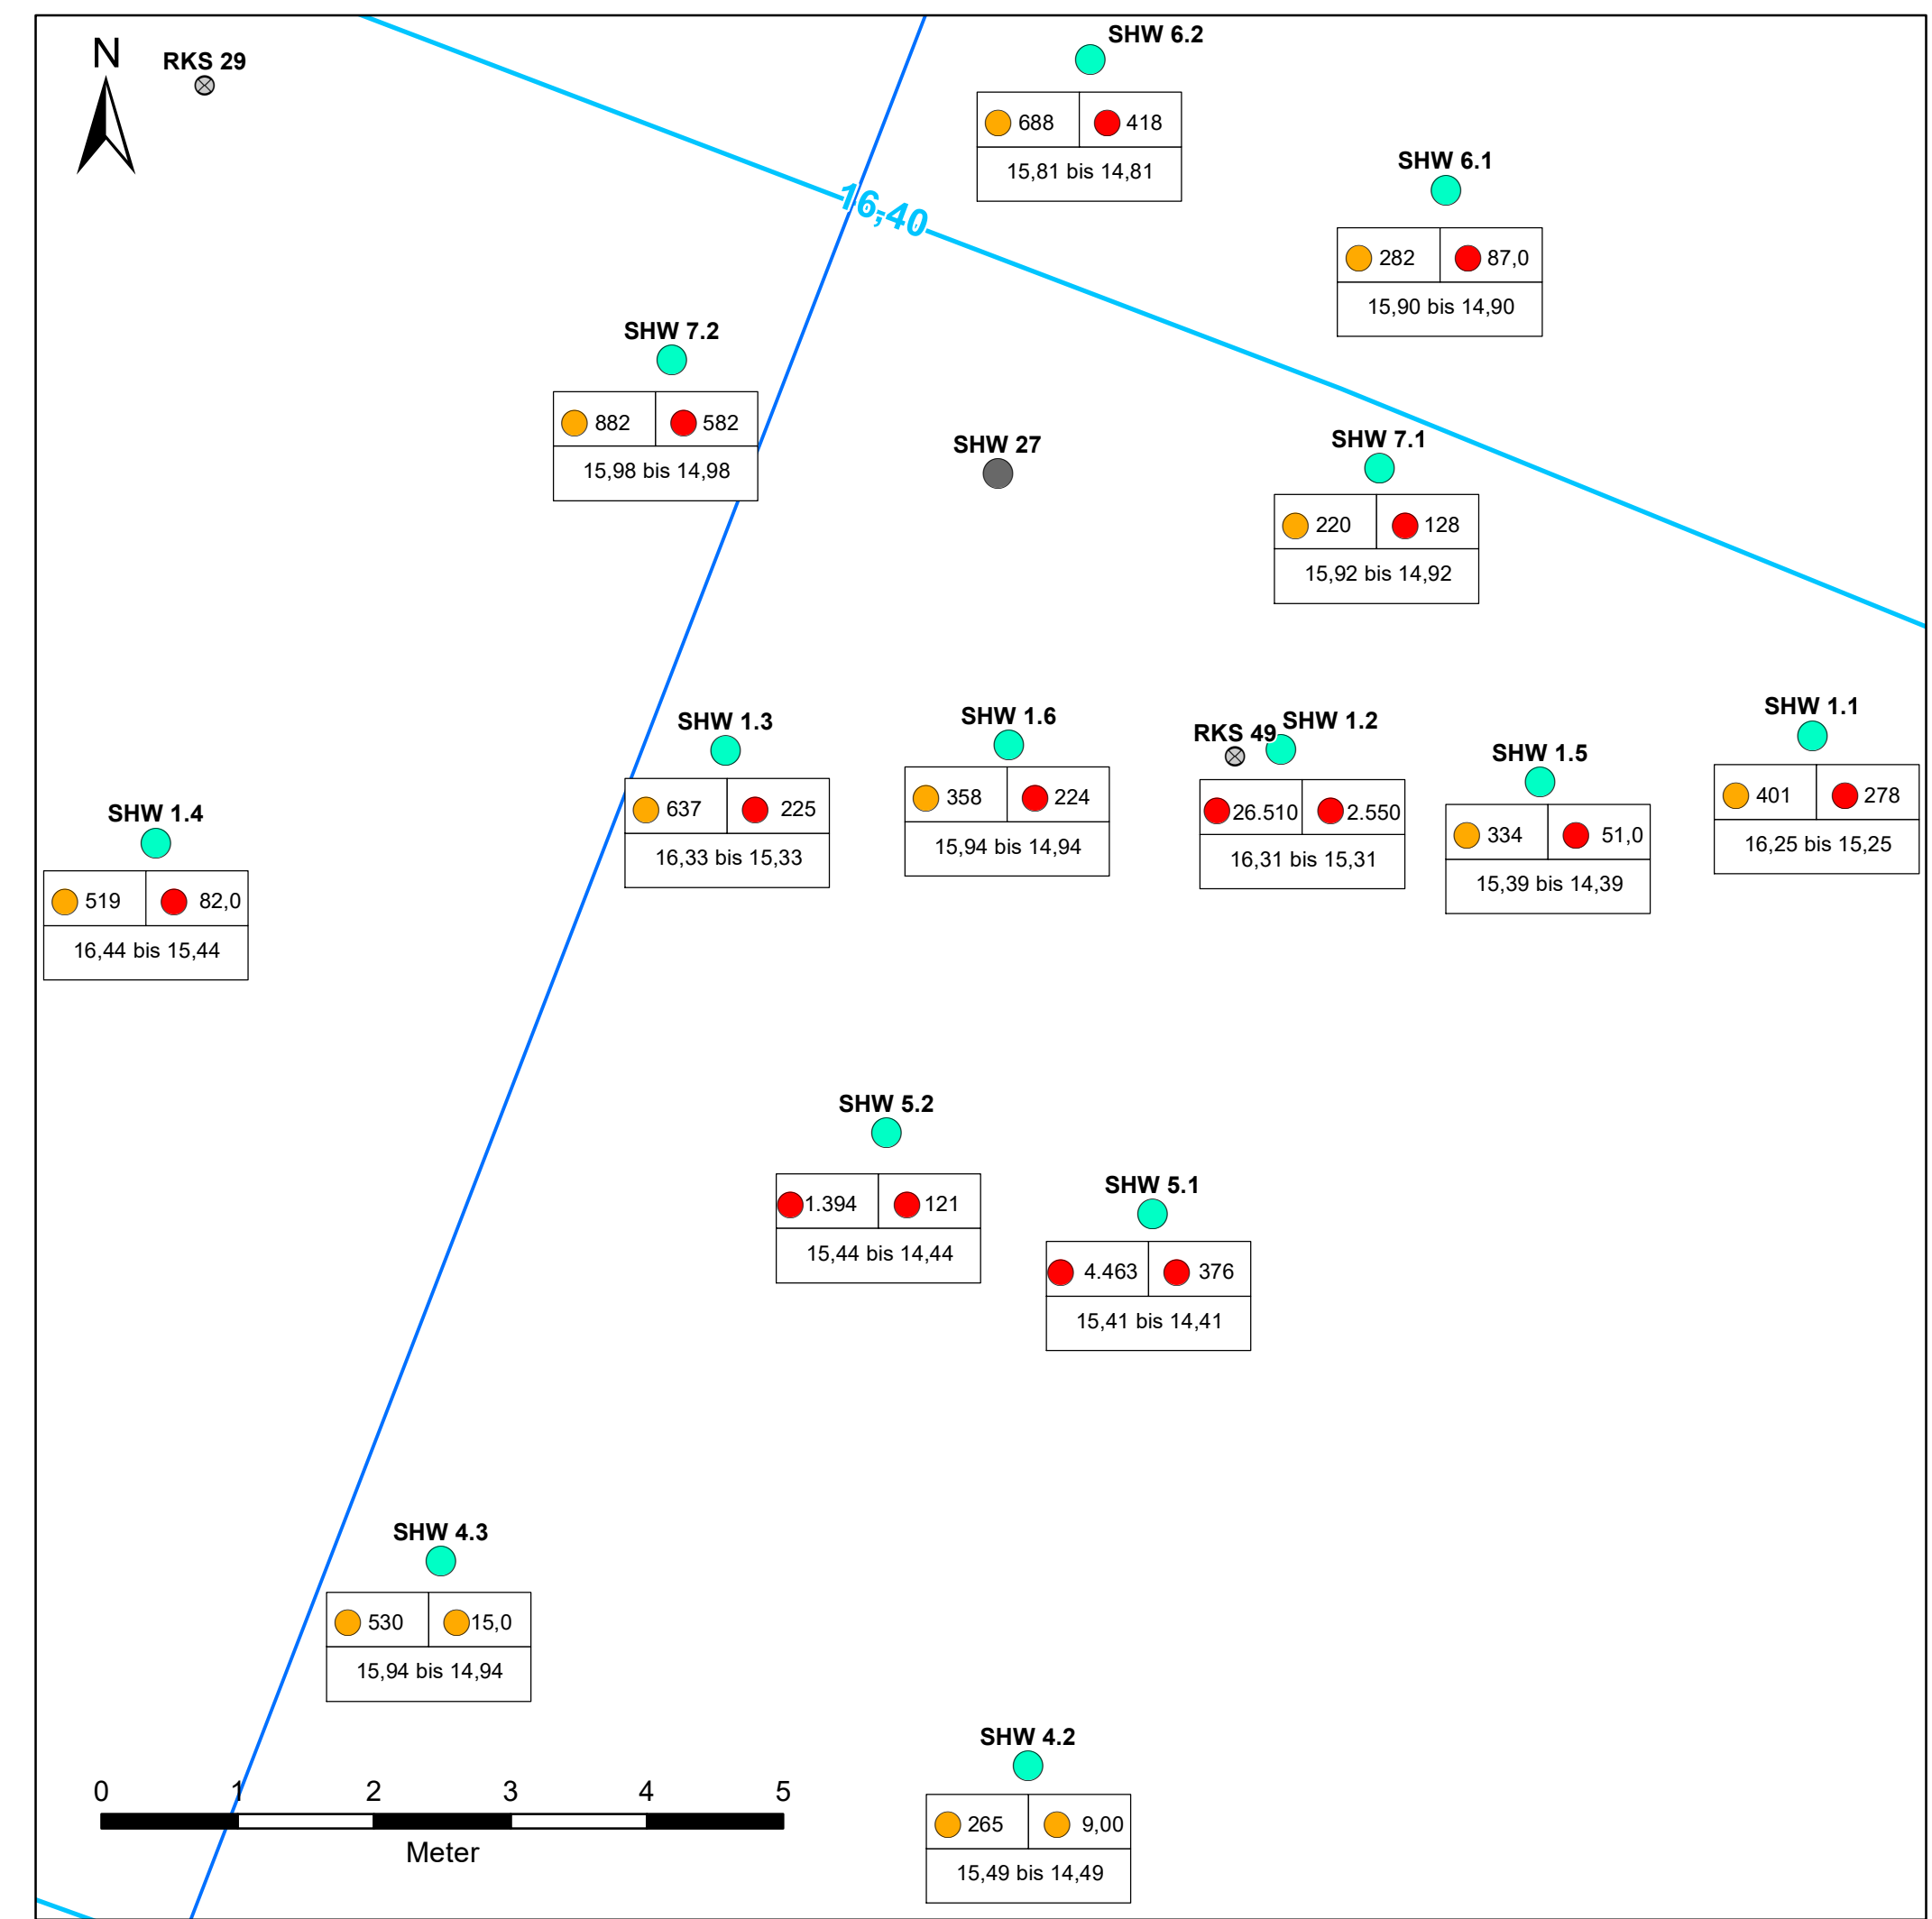 SHW 6.2
N
RKS 29
688 418
15,81 bis 14,81
SHW 6.1
16,40
282 87,0
15,90 bis 14,90
SHW 7.2
882 582
15,98 bis 14,98
SHW 27
SHW 7.1
220 128
15,92 bis 14,92
SHW 1.3
637 225
16,33 bis 15,33
SHW 1.6
358 224
15,94 bis 14,94
RKS 49
SHW 1.2
26.510 2.550
16,31 bis 15,31
SHW 1.5
334 51,0
15,39 bis 14,39
SHW 1.1
401 278
16,25 bis 15,25
SHW 1.4
519 82,0
16,44 bis 15,44
SHW 5.2
1.394 121
15,44 bis 14,44
SHW 5.1
4.463 376
15,41 bis 14,41
SHW 4.3
530 15,0
15,94 bis 14,94
SHW 4.2
265 9,00
15,49 bis 14,49
0 1 2 3 4 5
Meter